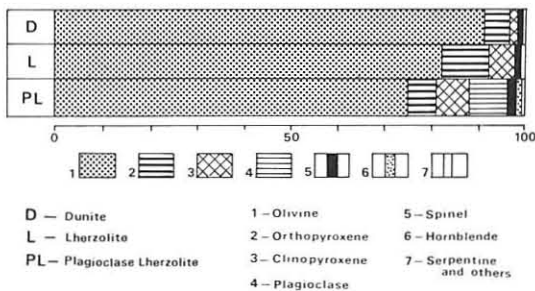 D
L
PL
0 50 100
1 2 3 4 5 6 7
D — Dunite
L — Lherzolite
PL — Plagioclase Lherzolite
1 – Olivine
2 – Orthopyroxene
3 – Clinopyroxene
4 – Plagioclase
5 – Spinel
6 – Hornblende
7 – Serpentine
and others